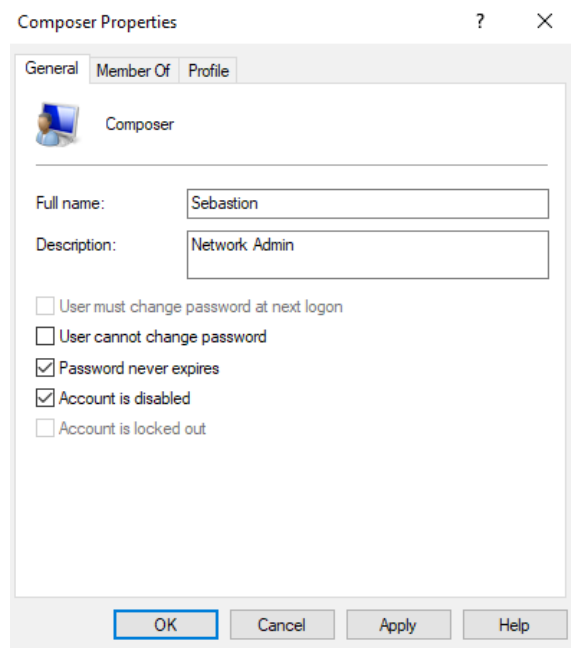 Composer Properties ? ×
General Member Of Profile
Composer
Full name: Sebastion
Description: Network Admin
User must change password at next logon
User cannot change password
Password never expires
Account is disabled
Account is locked out
OK Cancel Apply Help